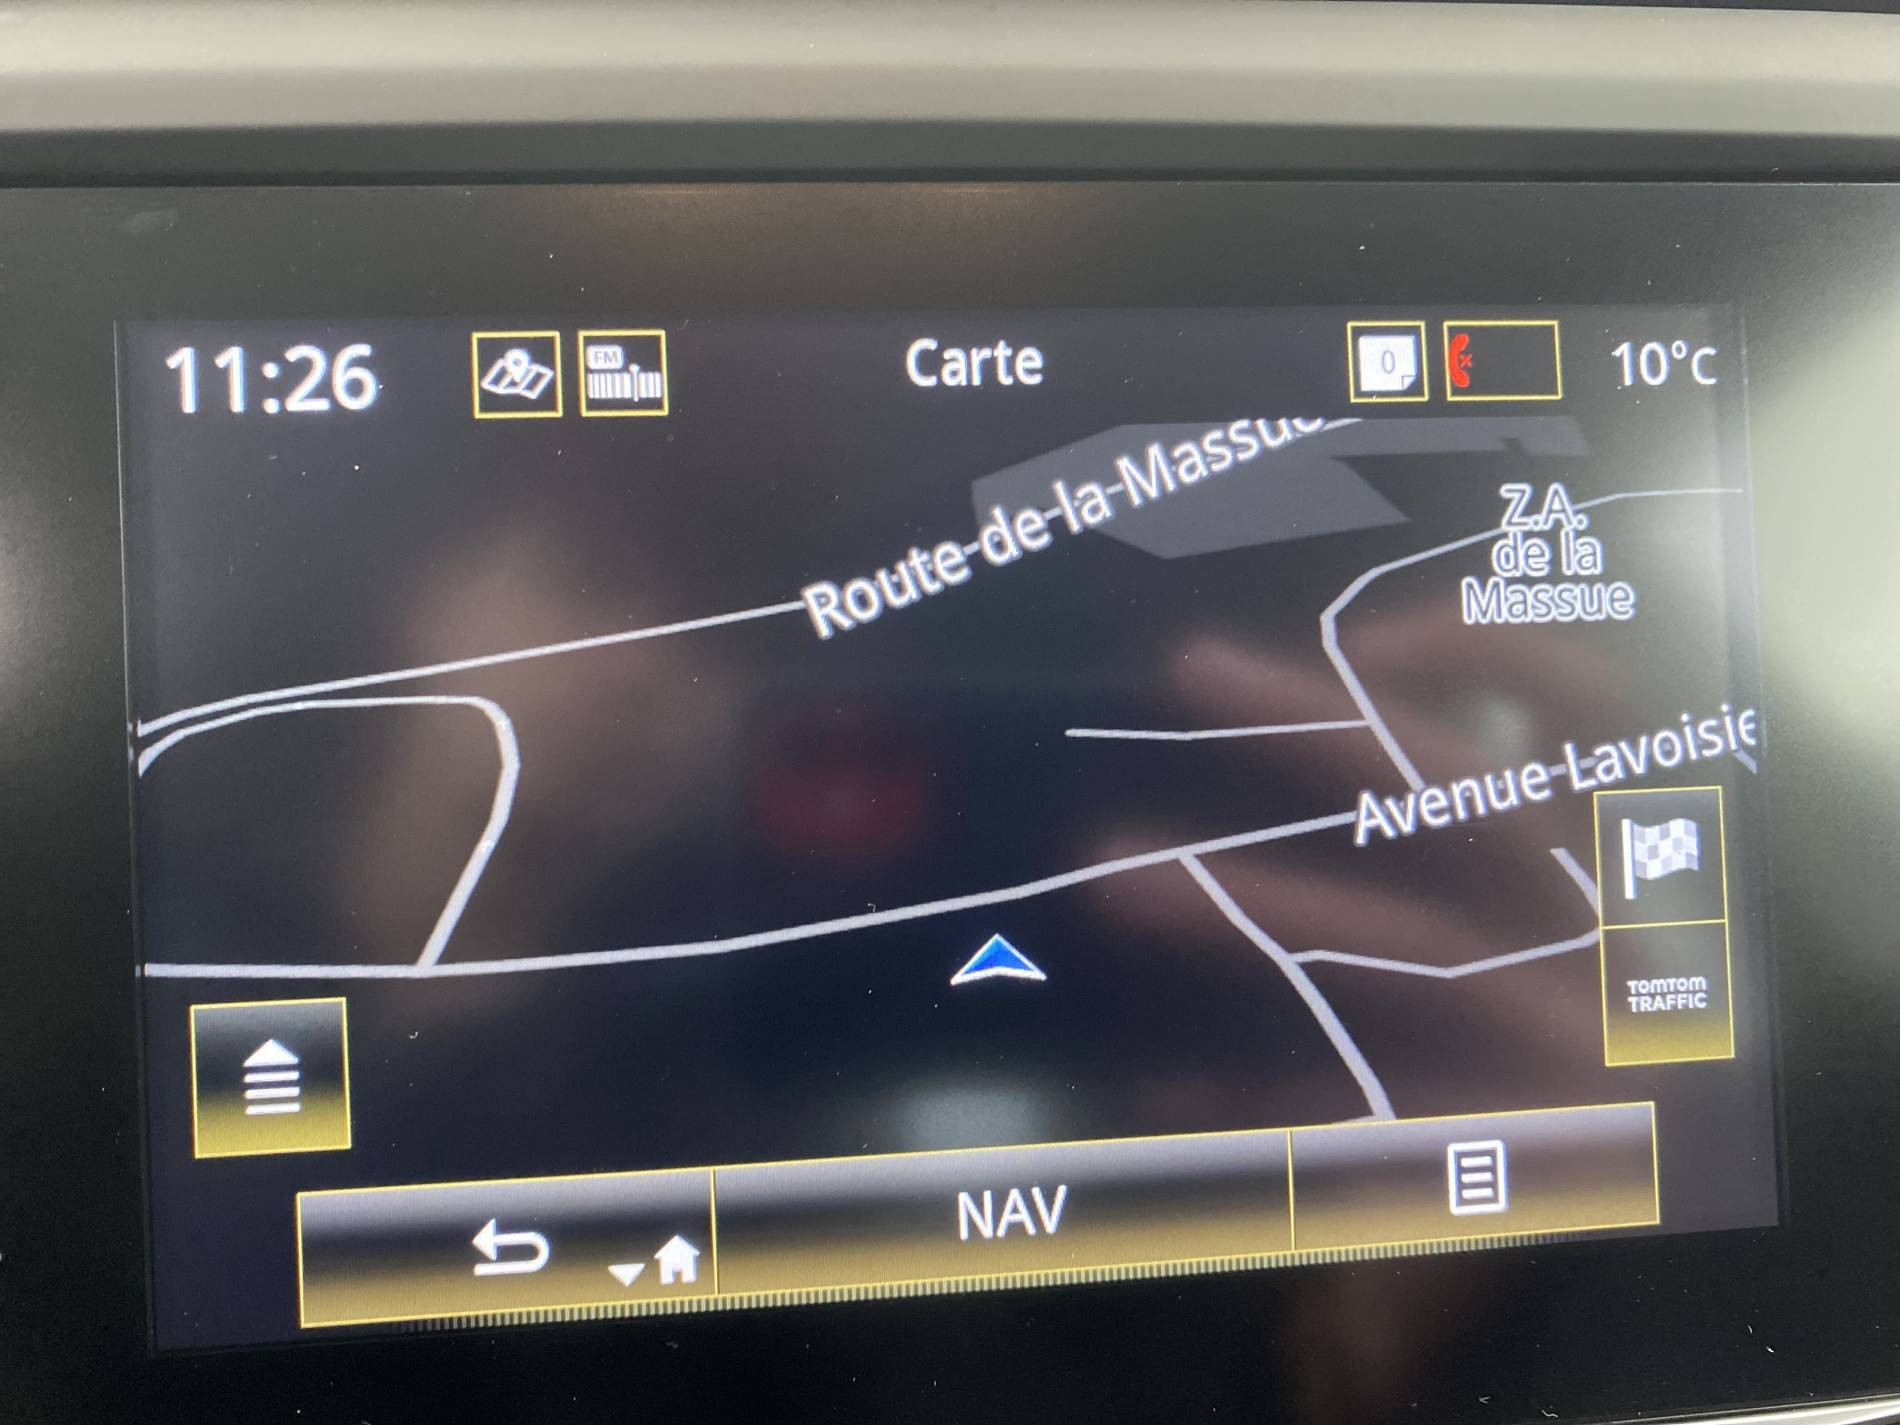 11:26
FM
Carte
0
10°C
Route de la Massue
Z.A.
de la
Massue
Avenue Lavoisie
TOMTOM
TRAFFIC
NAV